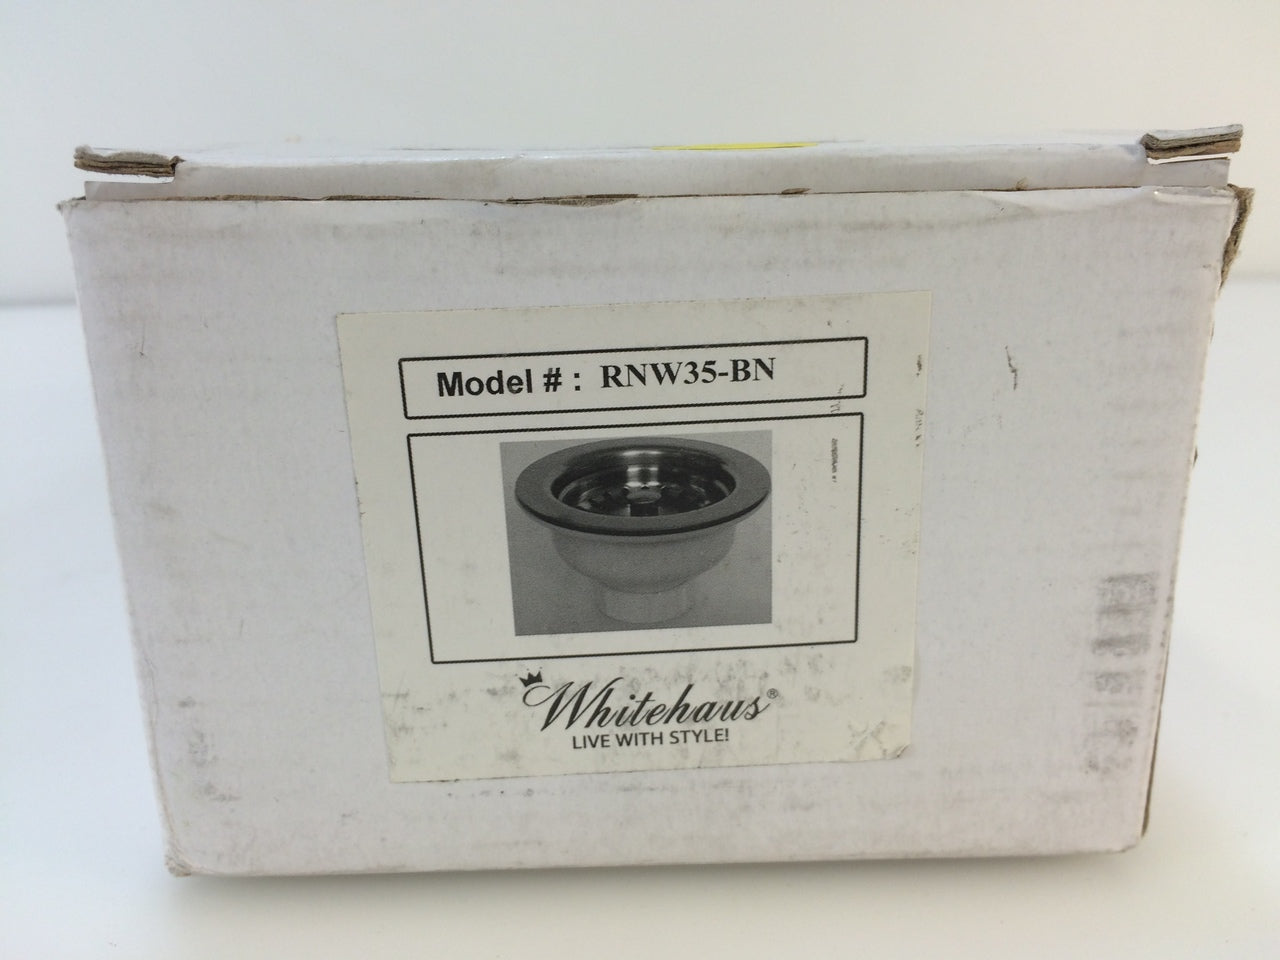 Model # : RNW35-BN
Whitehaus®
LIVE WITH STYLE!